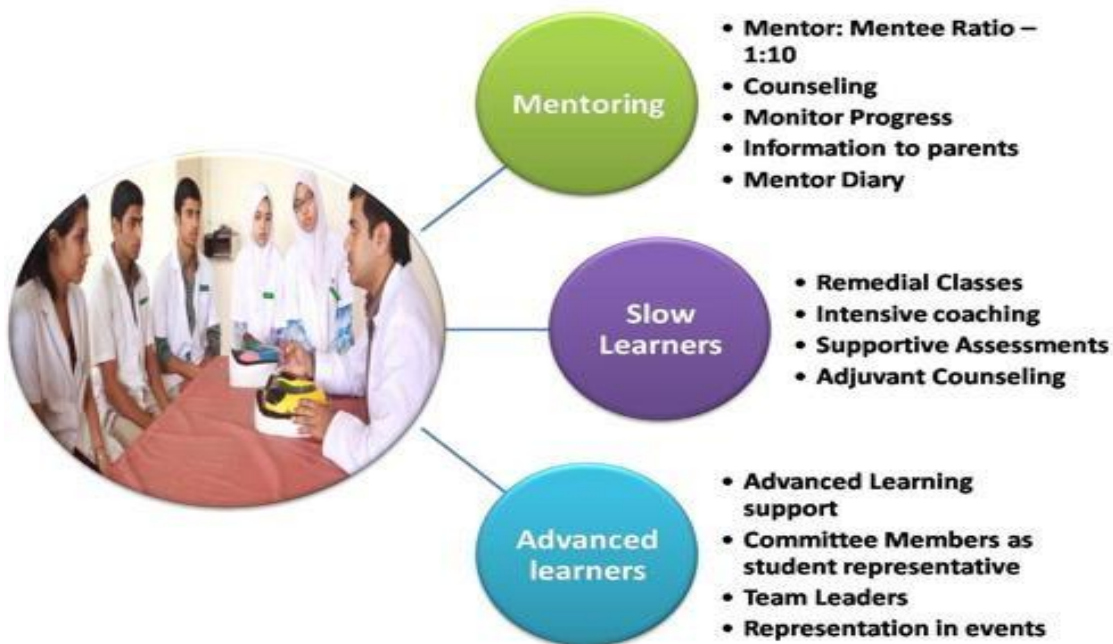 Mentoring
• Mentor: Mentee Ratio –
1:10
• Counseling
• Monitor Progress
• Information to parents
• Mentor Diary
Slow
Learners
• Remedial Classes
• Intensive coaching
• Supportive Assessments
• Adjuvant Counseling
Advanced
learners
• Advanced Learning
support
• Committee Members as
student representative
• Team Leaders
• Representation in events